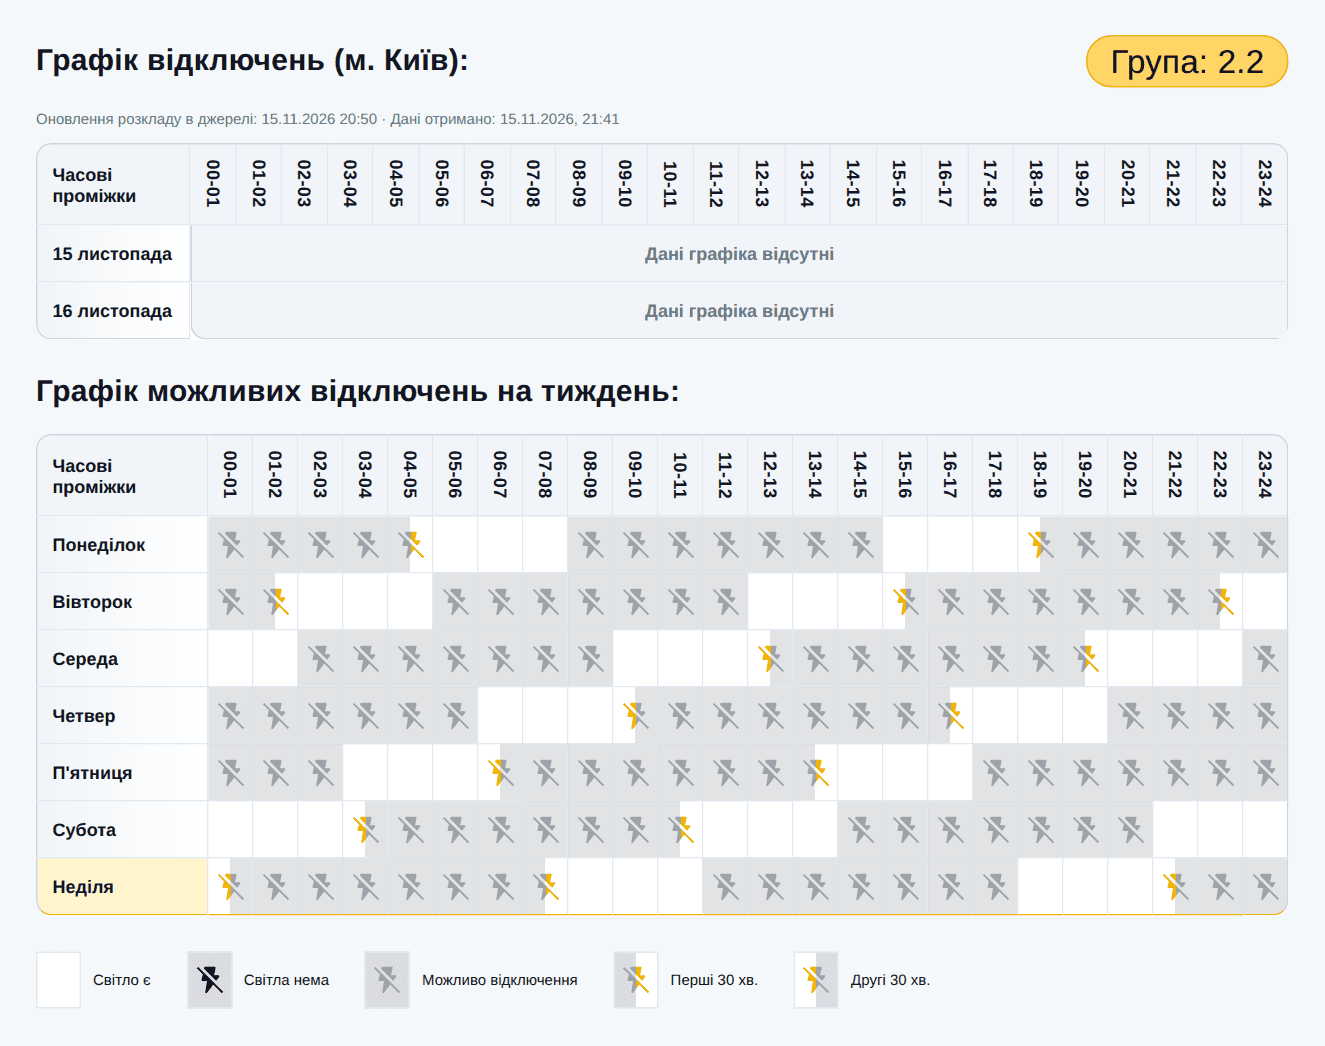 Графік відключень (м. Київ):
Група: 2.2
Оновлення розкладу в джерелі: 15.11.2026 20:50 · Дані отримано: 15.11.2026, 21:41
Часові проміжки 00-01 01-02 02-03 03-04 04-05 05-06 06-07 07-08 08-09 09-10 10-11 11-12 12-13 13-14 14-15 15-16 16-17 17-18 18-19 19-20 20-21 21-22 22-23 23-24
15 листопада Дані графіка відсутні
16 листопада Дані графіка відсутні
Графік можливих відключень на тиждень:
Часові проміжки 00-01 01-02 02-03 03-04 04-05 05-06 06-07 07-08 08-09 09-10 10-11 11-12 12-13 13-14 14-15 15-16 16-17 17-18 18-19 19-20 20-21 21-22 22-23 23-24
Понеділок
Вівторок
Середа
Четвер
П'ятниця
Субота
Неділя
Світло є Світла нема Можливо відключення Перші 30 хв. Другі 30 хв.